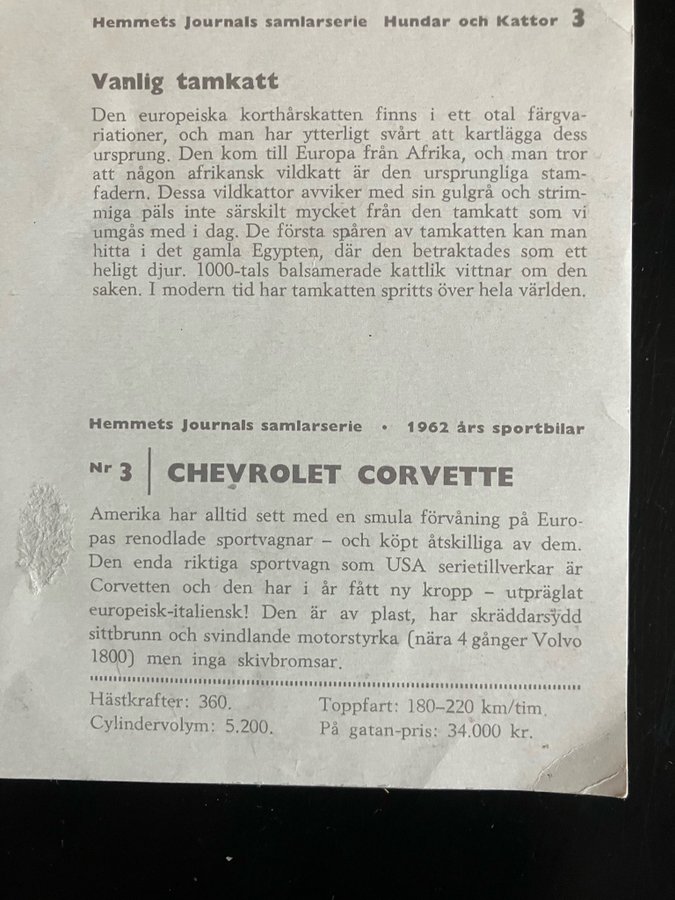 Hemmets Journals samlarserie Hundar och Kattor 3
Vanlig tamkatt
Den europeiska korthårskatten finns i ett otal färgva-
riationer, och man har ytterligt svårt att kartlägga dess
ursprung. Den kom till Europa från Afrika, och man tror
att någon afrikansk vildkatt är den ursprungliga stam-
fadern. Dessa vildkattor avviker med sin gulgrå och strim-
miga päls inte särskilt mycket från den tamkatt som vi
umgås med i dag. De första spåren av tamkatten kan man
hitta i det gamla Egypten, där den betraktades som ett
heligt djur. 1000-tals balsamerade kattlik vittnar om den
saken. I modern tid har tamkatten spritts över hela världen.
Hemmets Journals samlarserie • 1962 års sportbilar
Nr 3 CHEVROLET CORVETTE
Amerika har alltid sett med en smula förvåning på Euro-
pas renodlade sportvagnar – och köpt åtskilliga av dem.
Den enda riktiga sportvagn som USA serietillverkar är
Corvetten och den har i år fått ny kropp – utpräglat
europeisk-italiensk! Den är av plast, har skräddarsydd
sittbrunn och svindlande motorstyrka (nära 4 gånger Volvo
1800) men inga skivbromsar.
Hästkrafter: 360. Toppfart: 180–220 km/tim.
Cylindervolym: 5.200. På gatan-pris: 34.000 kr.